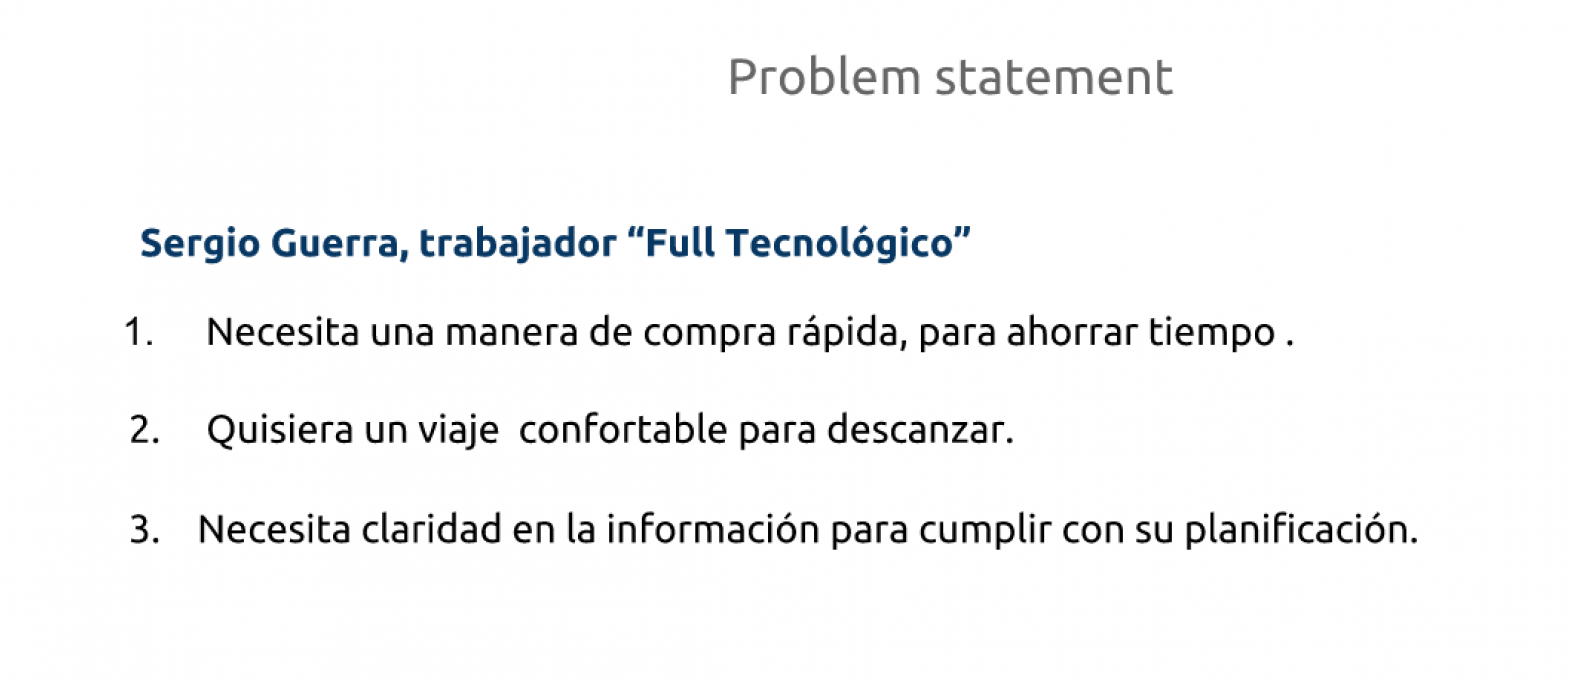 Problem statement
Sergio Guerra, trabajador “Full Tecnológico”
1. Necesita una manera de compra rápida, para ahorrar tiempo .
2. Quisiera un viaje confortable para descanzar.
3. Necesita claridad en la información para cumplir con su planificación.